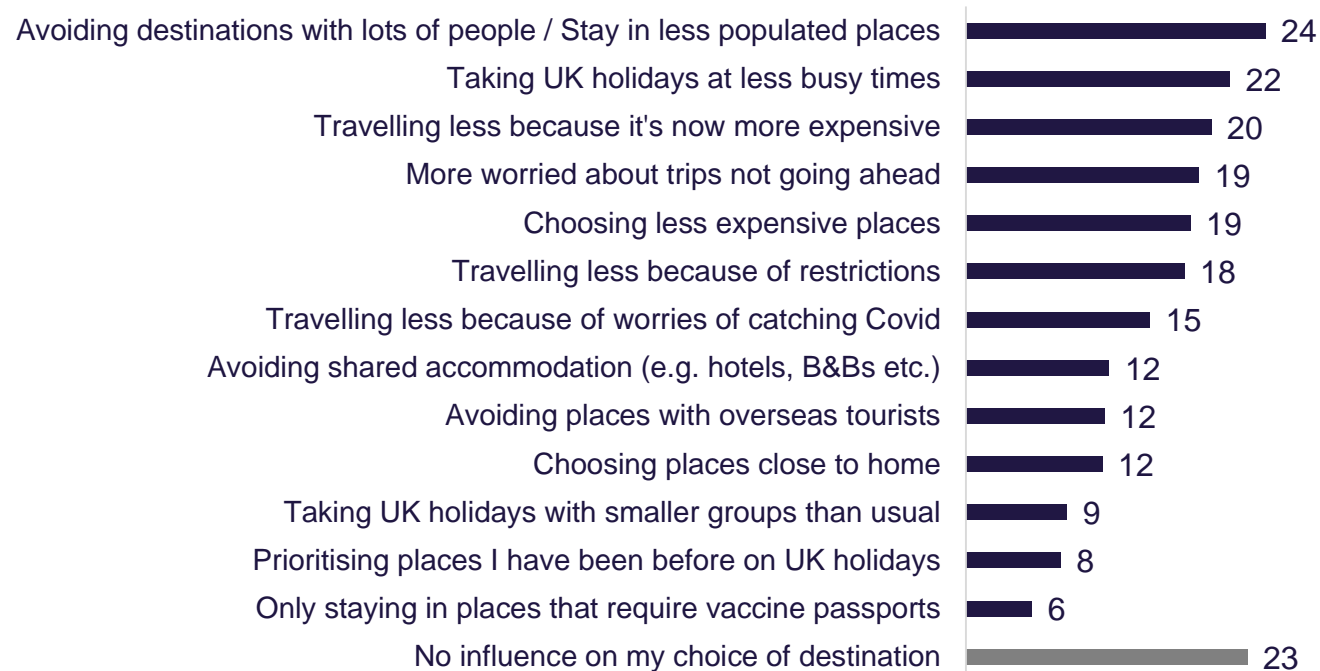 Avoiding destinations with lots of people / Stay in less populated places 24
Taking UK holidays at less busy times 22
Travelling less because it's now more expensive 20
More worried about trips not going ahead 19
Choosing less expensive places 19
Travelling less because of restrictions 18
Travelling less because of worries of catching Covid 15
Avoiding shared accommodation (e.g. hotels, B&Bs etc.) 12
Avoiding places with overseas tourists 12
Choosing places close to home 12
Taking UK holidays with smaller groups than usual 9
Prioritising places I have been before on UK holidays 8
Only staying in places that require vaccine passports 6
No influence on my choice of destination 23